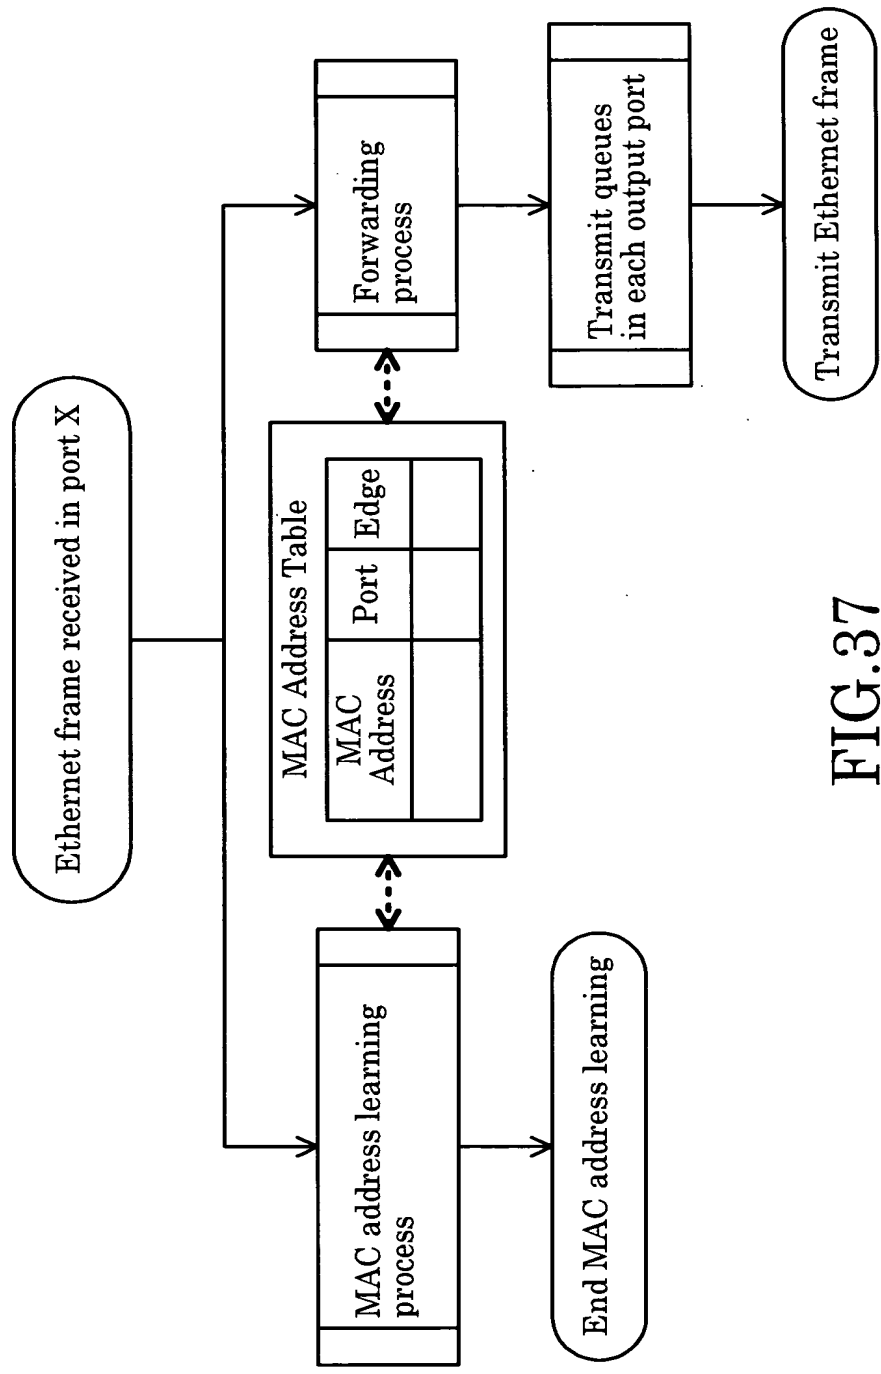 Ethernet frame received in port X
MAC address learning
process
End MAC address learning
MAC Address Table
MAC
Address
Port
Edge
Forwarding
process
Transmit queues
in each output port
Transmit Ethernet frame
FIG.37